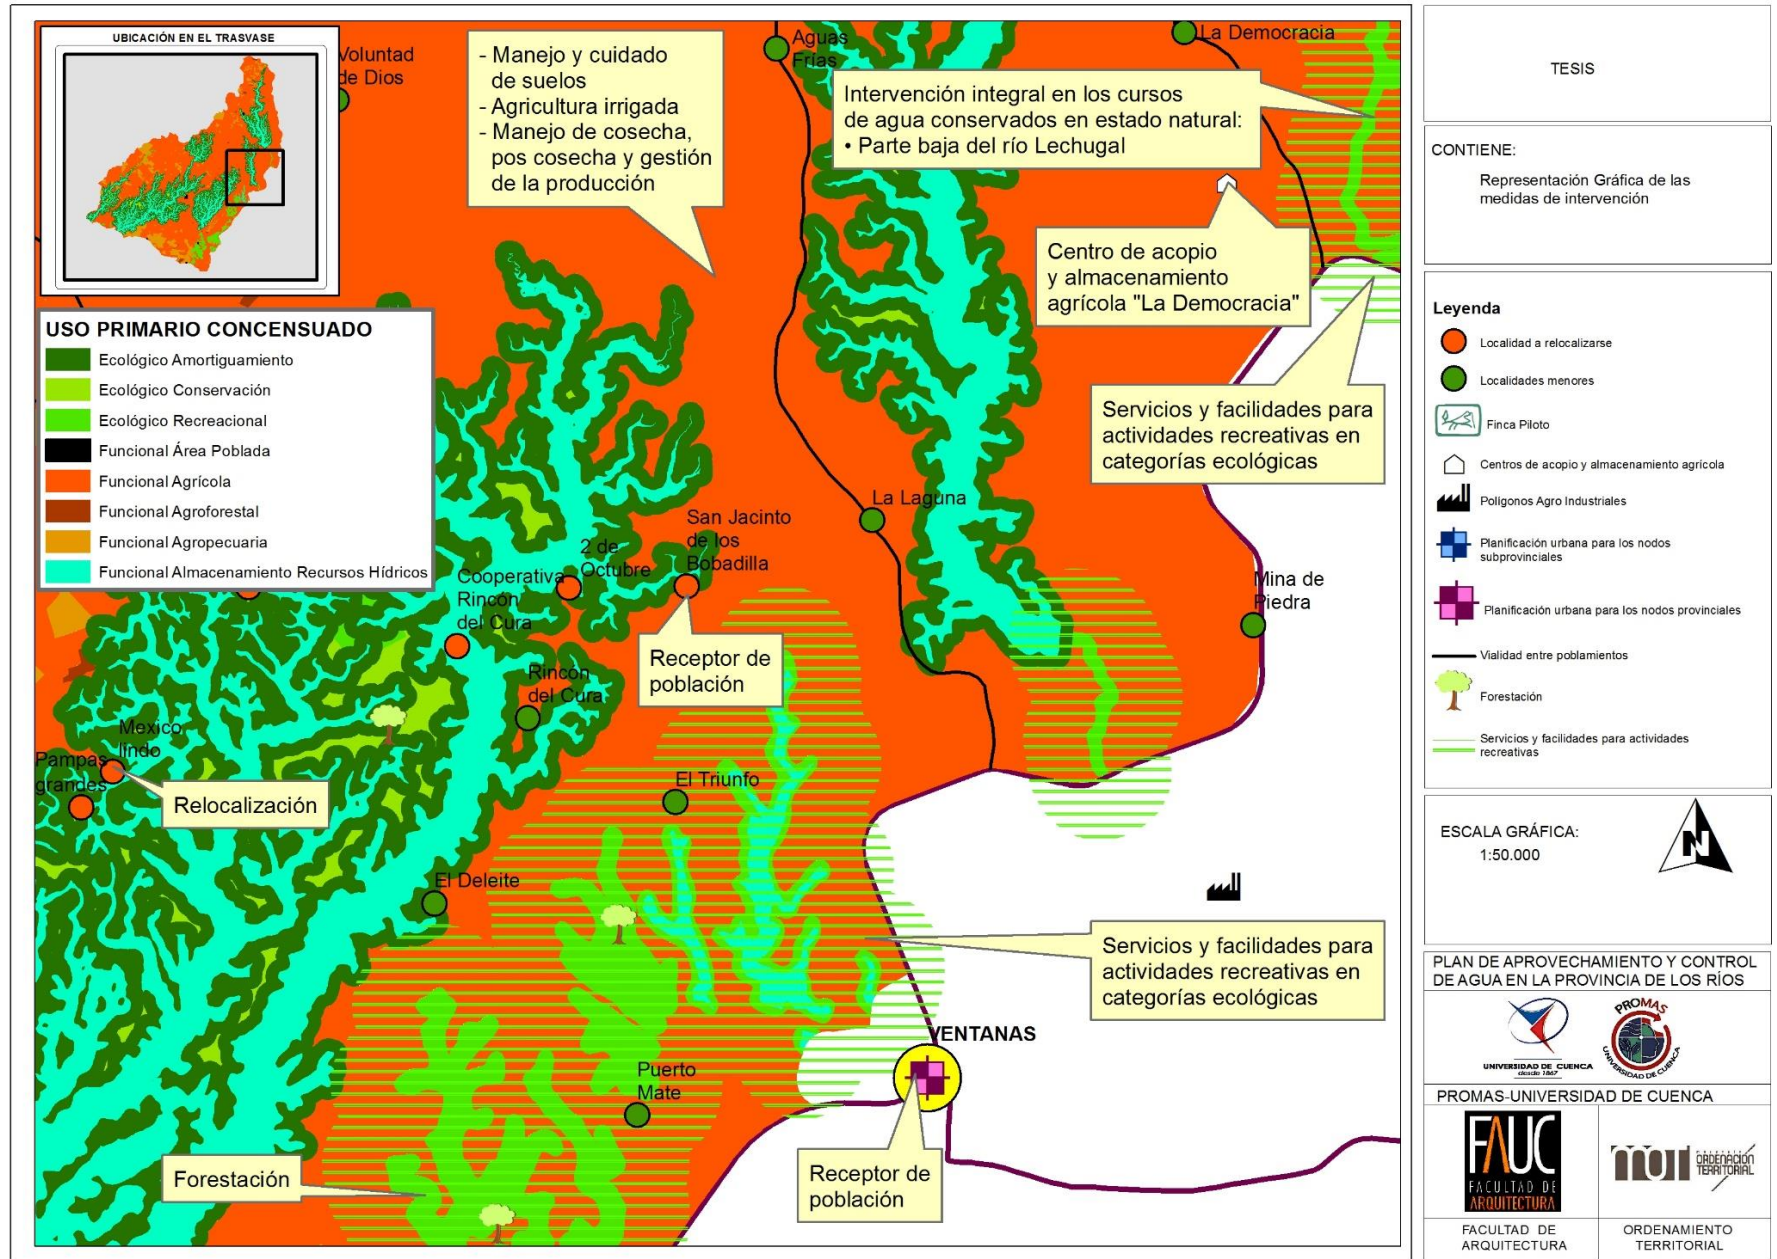 UBICACIÓN EN EL TRASVASE
Voluntad
de Dios
- Manejo y cuidado
de suelos
- Agricultura irrigada
- Manejo de cosecha,
pos cosecha y gestión
de la producción
Aguas
Frías
La Democracia
Intervención integral en los cursos
de agua conservados en estado natural:
• Parte baja del río Lechugal
Centro de acopio
y almacenamiento
agrícola "La Democracia"
Servicios y facilidades para
actividades recreativas en
categorías ecológicas
USO PRIMARIO CONCENSUADO
Ecológico Amortiguamiento
Ecológico Conservación
Ecológico Recreacional
Funcional Área Poblada
Funcional Agrícola
Funcional Agroforestal
Funcional Agropecuaria
Funcional Almacenamiento Recursos Hídricos
La Laguna
San Jacinto
de los
Bobadilla
2 de
Octubre
Cooperativa
Rincón
del Cura
Mina de
Piedra
Receptor de
población
Rincón
del Cura
Mexico
lindo
Pampas
grandes
Relocalización
El Triunfo
El Deleite
Servicios y facilidades para
actividades recreativas en
categorías ecológicas
VENTANAS
Puerto
Mate
Receptor de
población
Forestación
TESIS
CONTIENE:
Representación Gráfica de las
medidas de intervención
Leyenda
Localidad a relocalizarse
Localidades menores
Finca Piloto
Centros de acopio y almacenamiento agrícola
Poligonos Agro Industriales
Planificación urbana para los nodos
subprovinciales
Planificación urbana para los nodos provinciales
Vialidad entre poblamientos
Forestación
Servicios y facilidades para actividades
recreativas
ESCALA GRÁFICA:
1:50.000
N
PLAN DE APROVECHAMIENTO Y CONTROL
DE AGUA EN LA PROVINCIA DE LOS RÍOS
UNIVERSIDAD DE CUENCA
desde 1867
PROMAS
UNIVERSIDAD DE CUENCA
PROMAS-UNIVERSIDAD DE CUENCA
FAUC
FACULTAD DE
ARQUITECTURA
mot
ORDENACIÓN
TERRITORIAL
FACULTAD DE
ARQUITECTURA
ORDENAMIENTO
TERRITORIAL